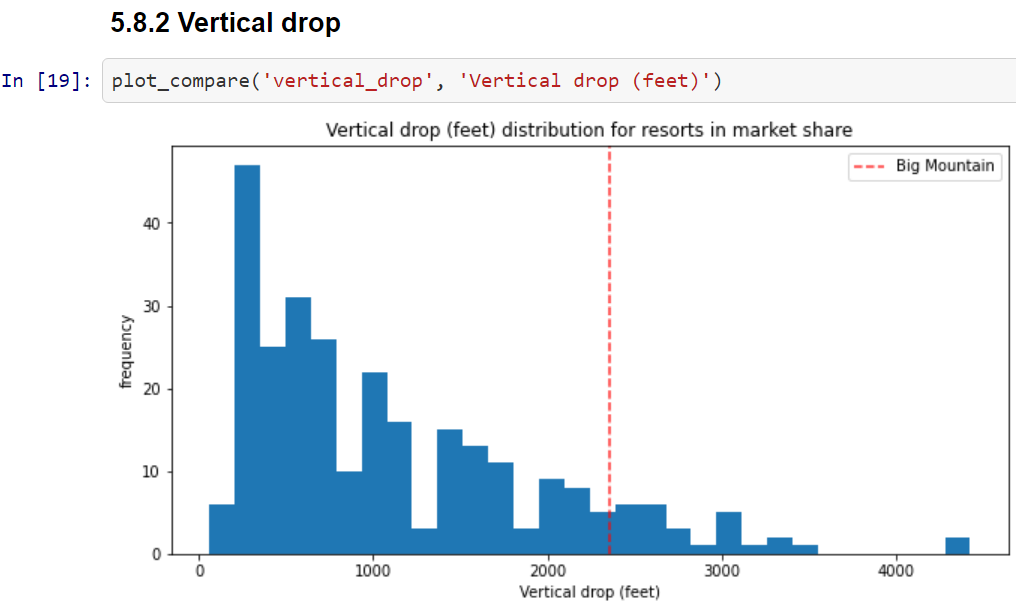 5.8.2 Vertical drop
In [19]: plot_compare('vertical_drop', 'Vertical drop (feet)')
Vertical drop (feet) distribution for resorts in market share
Big Mountain
frequency
40
30
20
10
0
0 1000 2000 3000 4000
Vertical drop (feet)